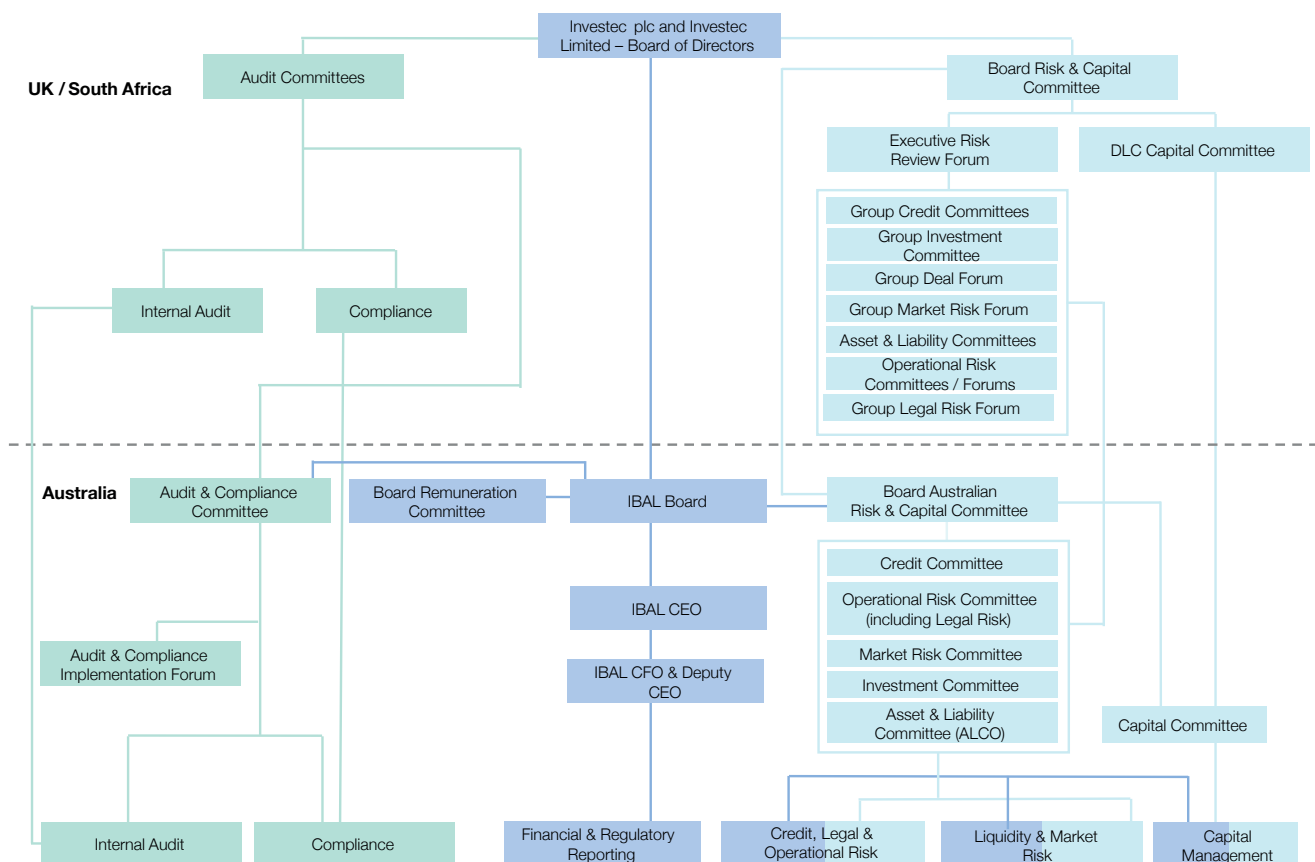 Investec plc and Investec
Limited – Board of Directors
Audit Committees
Board Risk & Capital
Committee
UK / South Africa
Executive Risk
Review Forum
DLC Capital Committee
Group Credit Committees
Group Investment
Committee
Group Deal Forum
Internal Audit
Compliance
Group Market Risk Forum
Asset & Liability Committees
Operational Risk
Committees / Forums
Group Legal Risk Forum
Australia
Audit & Compliance
Committee
Board Remuneration
Committee
IBAL Board
Board Australian
Risk & Capital Committee
Credit Committee
IBAL CEO
Operational Risk Committee
(including Legal Risk)
Audit & Compliance
Implementation Forum
IBAL CFO & Deputy
CEO
Market Risk Committee
Investment Committee
Asset & Liability
Committee (ALCO)
Capital Committee
Internal Audit
Compliance
Financial & Regulatory
Reporting
Credit, Legal &
Operational Risk
Liquidity & Market
Risk
Capital
Management